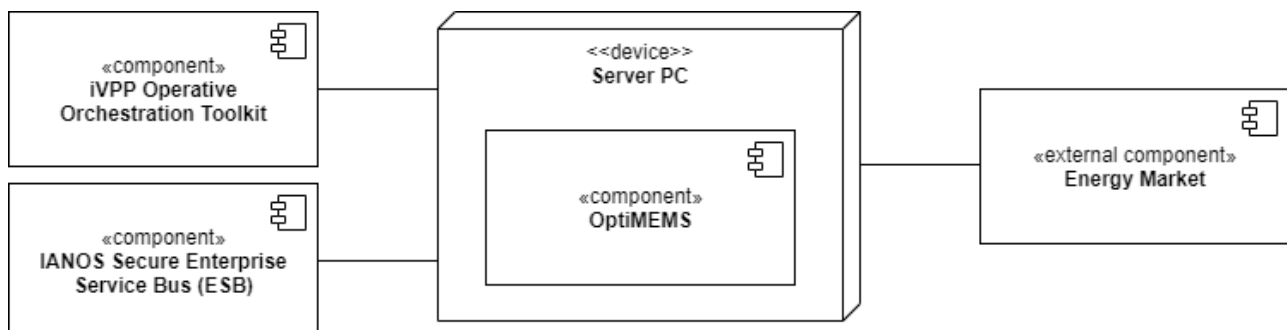 «component»
iVPP Operative
Orchestration Toolkit
«component»
IANOS Secure Enterprise
Service Bus (ESB)
<<device>>
Server PC
«component»
OptiMEMS
«external component»
Energy Market